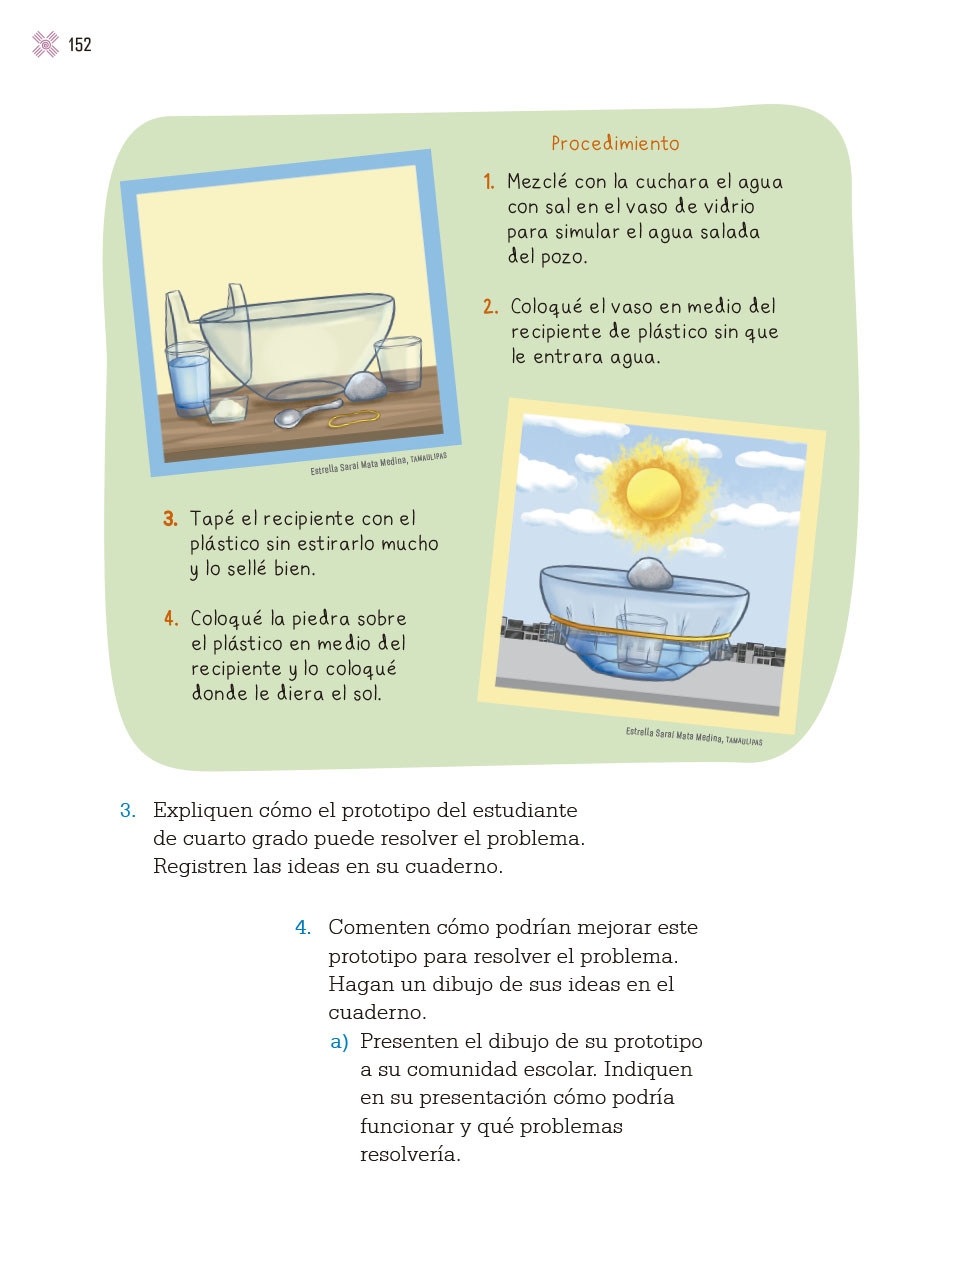 152
Procedimiento
1. Mezclé con la cuchara el agua
con sal en el vaso de vidrio
para simular el agua salada
del pozo.
2. Coloqué el vaso en medio del
recipiente de plástico sin que
le entrara agua.
Estrella Saraí Mata Medina, TAMAULIPAS
3. Tapé el recipiente con el
plástico sin estirarlo mucho
y lo sellé bien.
4. Coloqué la piedra sobre
el plástico en medio del
recipiente y lo coloqué
donde le diera el sol.
Estrella Saraí Mata Medina, TAMAULIPAS
3. Expliquen cómo el prototipo del estudiante
de cuarto grado puede resolver el problema.
Registren las ideas en su cuaderno.
4. Comenten cómo podrían mejorar este
prototipo para resolver el problema.
Hagan un dibujo de sus ideas en el
cuaderno.
a) Presenten el dibujo de su prototipo
a su comunidad escolar. Indiquen
en su presentación cómo podría
funcionar y qué problemas
resolvería.